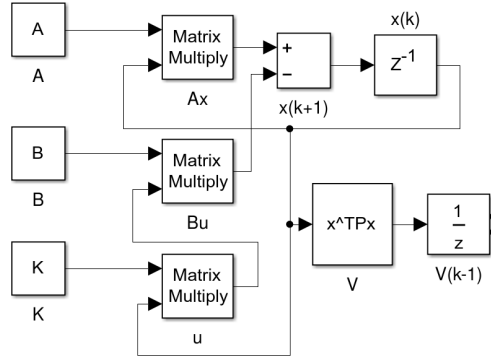 A
A
Matrix
Multiply
Ax
+
−
x(k+1)
x(k)
Z^-1
B
B
Matrix
Multiply
Bu
K
K
Matrix
Multiply
u
x^TPx
V
1
z
V(k-1)